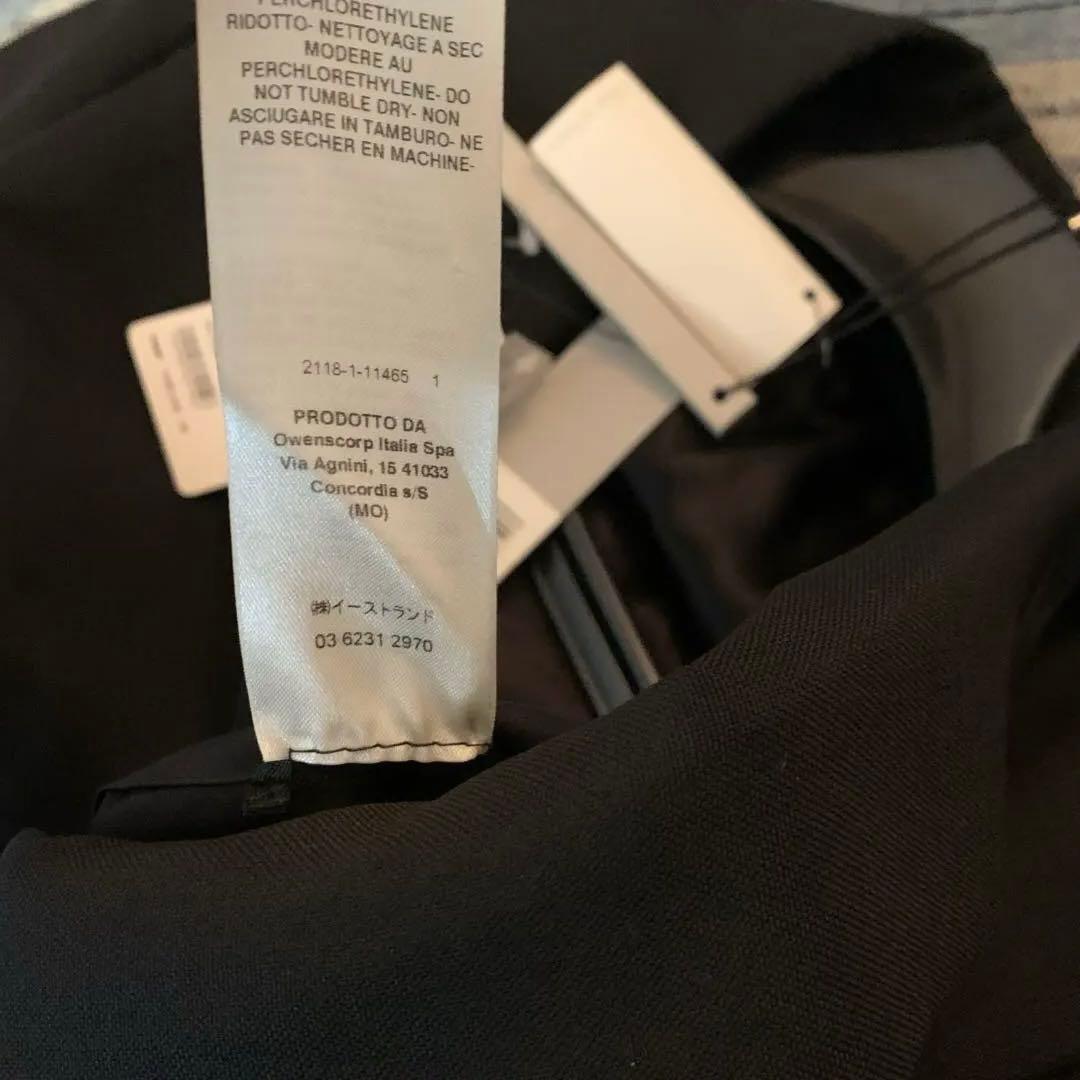 PERCHLORETHYLENE
RIDOTTO- NETTOYAGE A SEC
MODERE AU
PERCHLORETHYLENE- DO
NOT TUMBLE DRY- NON
ASCIUGARE IN TAMBURO- NE
PAS SECHER EN MACHINE-
2118-1-11465 1
PRODOTTO DA
Owenscorp Italia Spa
Via Agnini, 15 41033
Concordia s/S
(MO)
㈱イーストランド
03 6231 2970